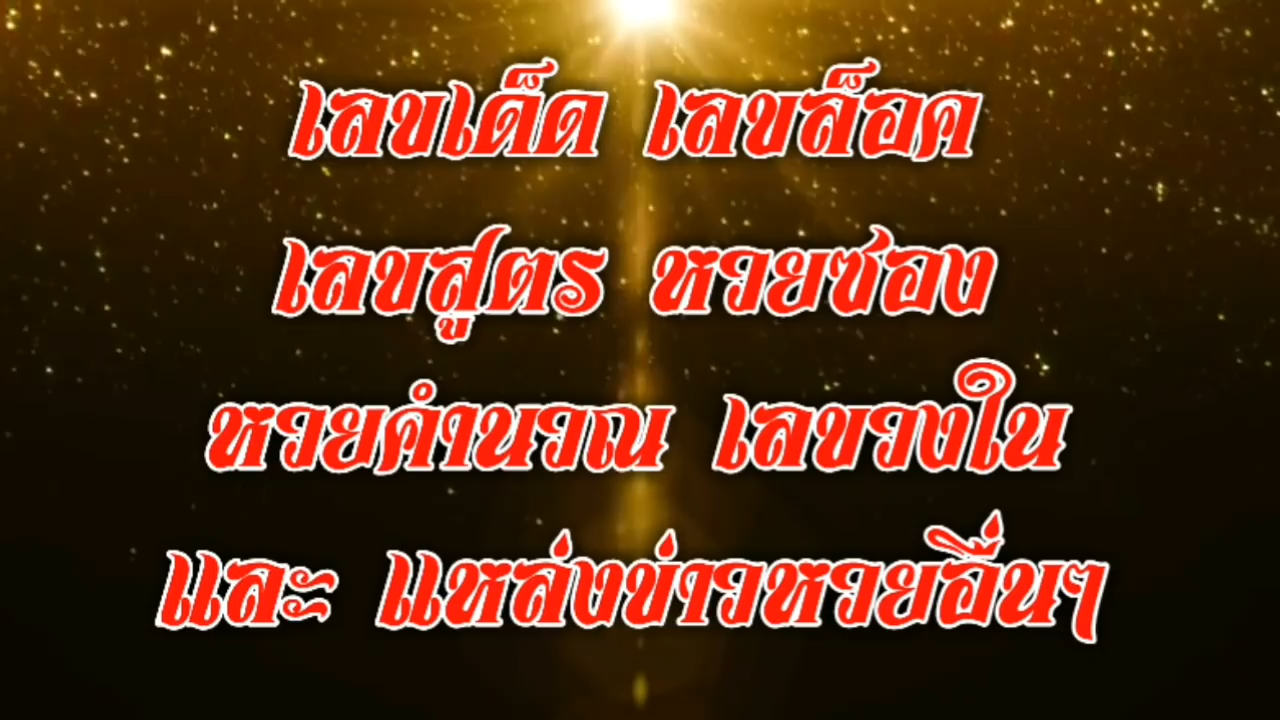 เลขเด็ด เลขล็อค
เลขสูตร หวยซอง
หวยคำนวณ เลขวงใน
และ แหล่งข่าวหวยอื่นๆ